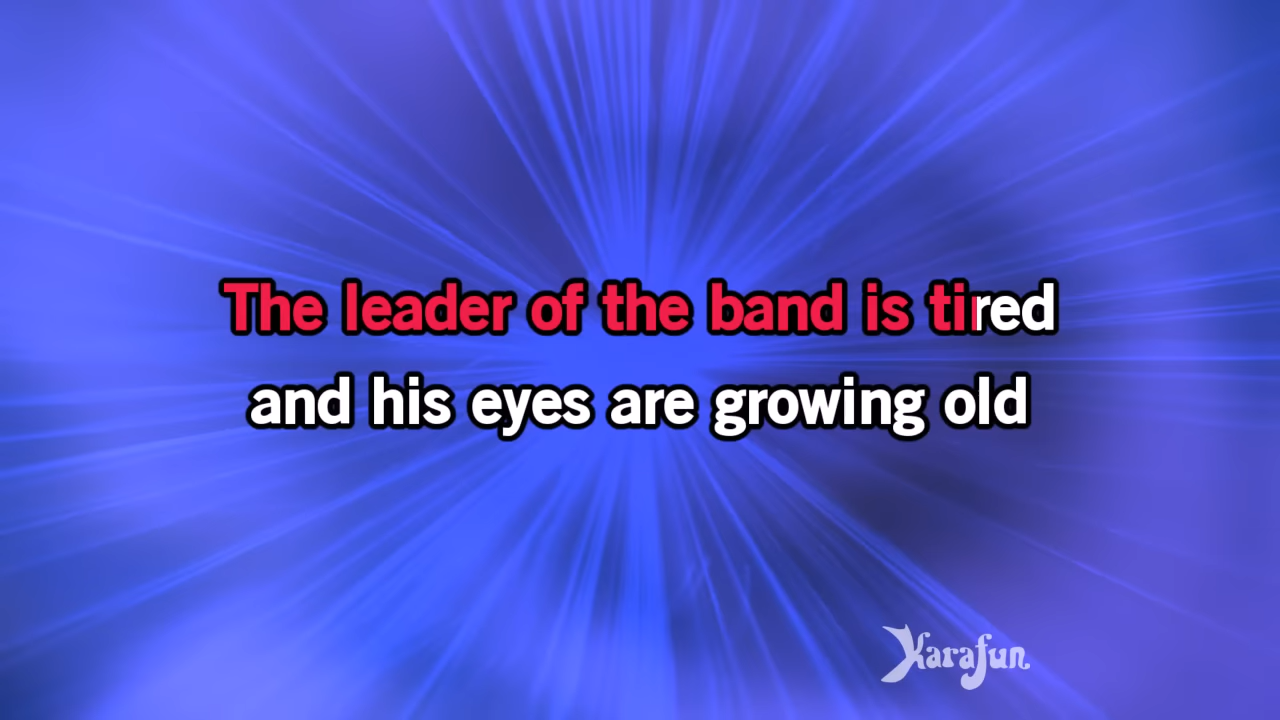 The leader of the band is tired
and his eyes are growing old
Karafun